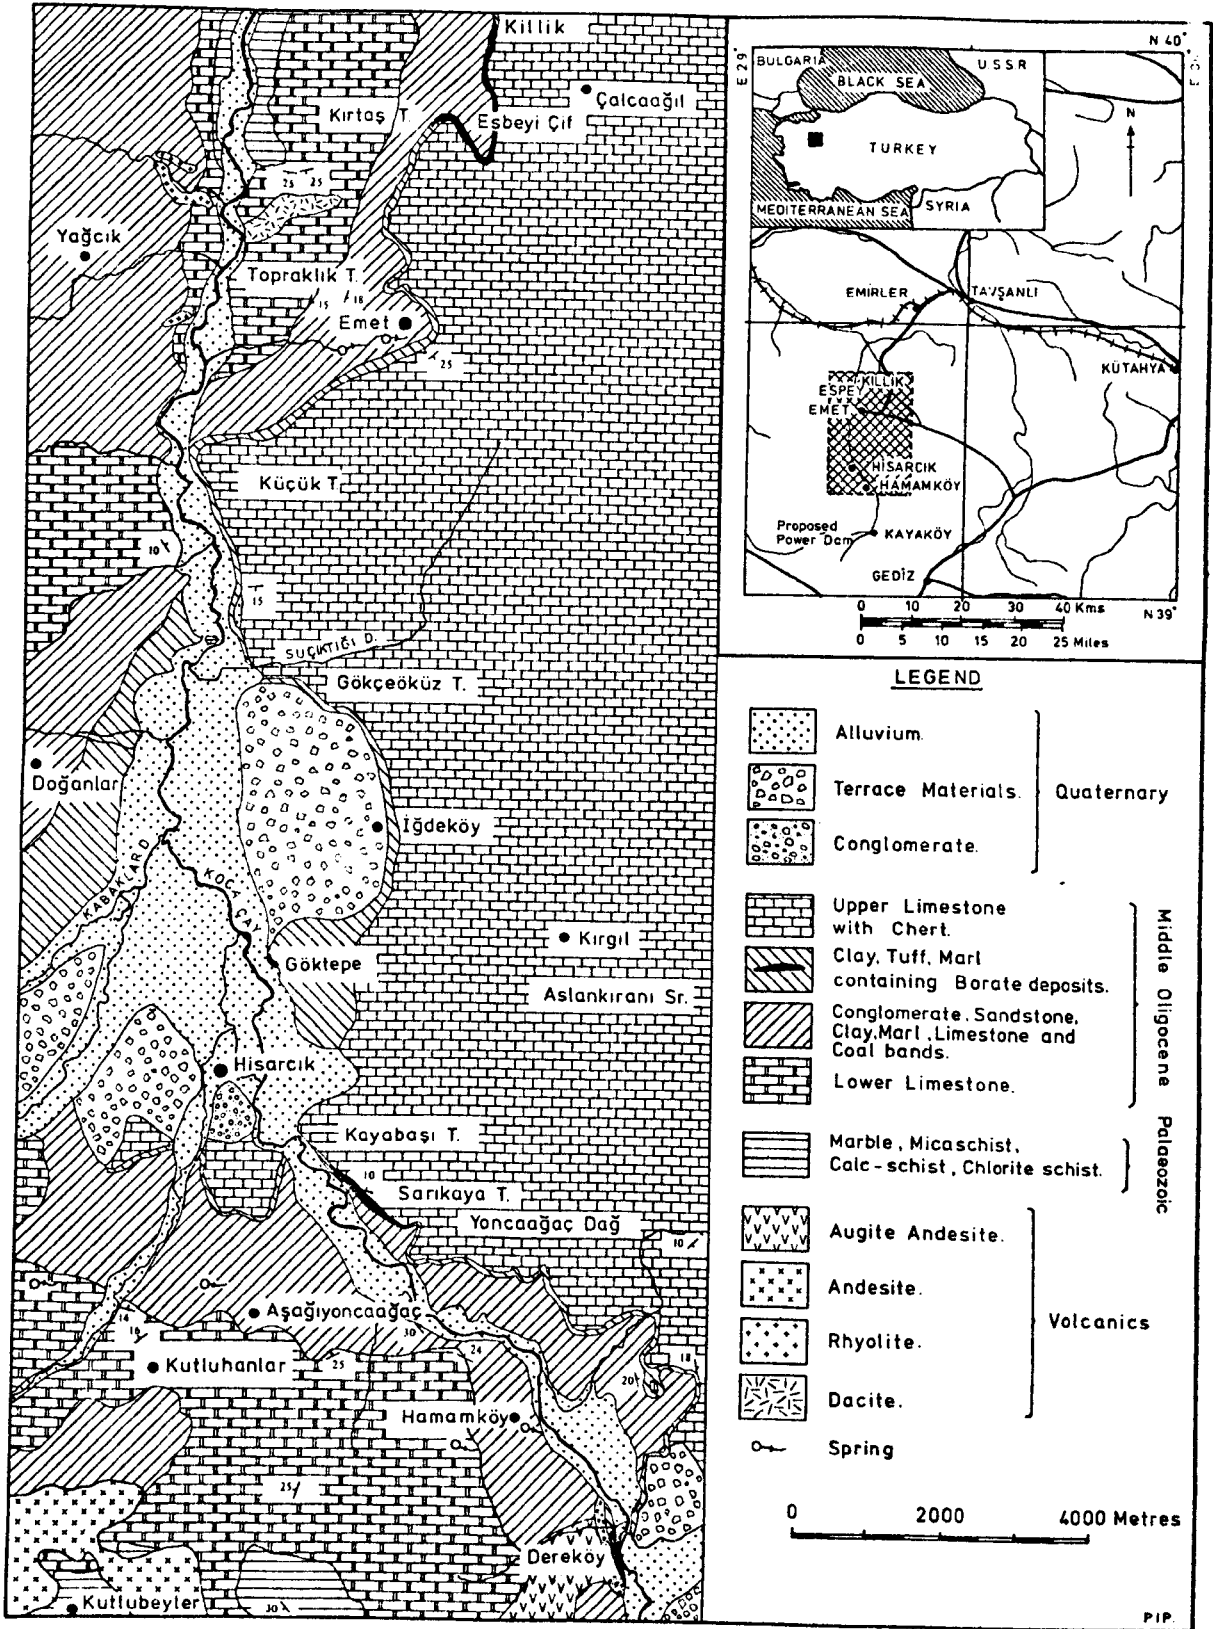 Killik
Çalcaağıl
Kırtaş T.
Esbeyi Çif
25 25
Yağcık
Topraklık T.
15 18
Emet
25
Küçük T.
10
15
SUÇIKTIĞI D.
Gökçeöküz T.
Doğanlar
İğdeköy
KABAKLAR D.
KOCA ÇAY
Kırgıl
Göktepe
Aslankıranı Sr.
Hisarcık
Kayabaşı T.
10
Sarıkaya T.
Yoncaağaç Dağ
10
Aşağıyoncaağaç
14
16
30
24
Kutluhanlar
25
18
20
Hamamköy
25
Dereköy
Kutlubeyler
30
E 29°
N 40°
BULGARIA
U.S.S.R
BLACK SEA
N
TURKEY
MEDITERRANEAN SEA
SYRIA
EMİRLER
TAVŞANLI
KÜTAHYA
KILLIK
ESPEY
EMET
HİSARCIK
HAMAMKÖY
Proposed
Power Dam
KAYAKÖY
GEDİZ
N 39°
0 10 20 30 40 Kms
0 5 10 15 20 25 Miles
LEGEND
Alluvium.
Terrace Materials.
Quaternary
Conglomerate.
Upper Limestone
with Chert.
Clay, Tuff, Marl
containing Borate deposits.
Conglomerate, Sandstone,
Clay, Marl, Limestone and
Coal bands.
Lower Limestone.
Middle Oligocene
Marble, Micaschist,
Calc-schist, Chlorite schist.
Palaeozoic
Augite Andesite.
Andesite.
Rhyolite.
Dacite.
Volcanics
Spring
0 2000 4000 Metres
P I P.